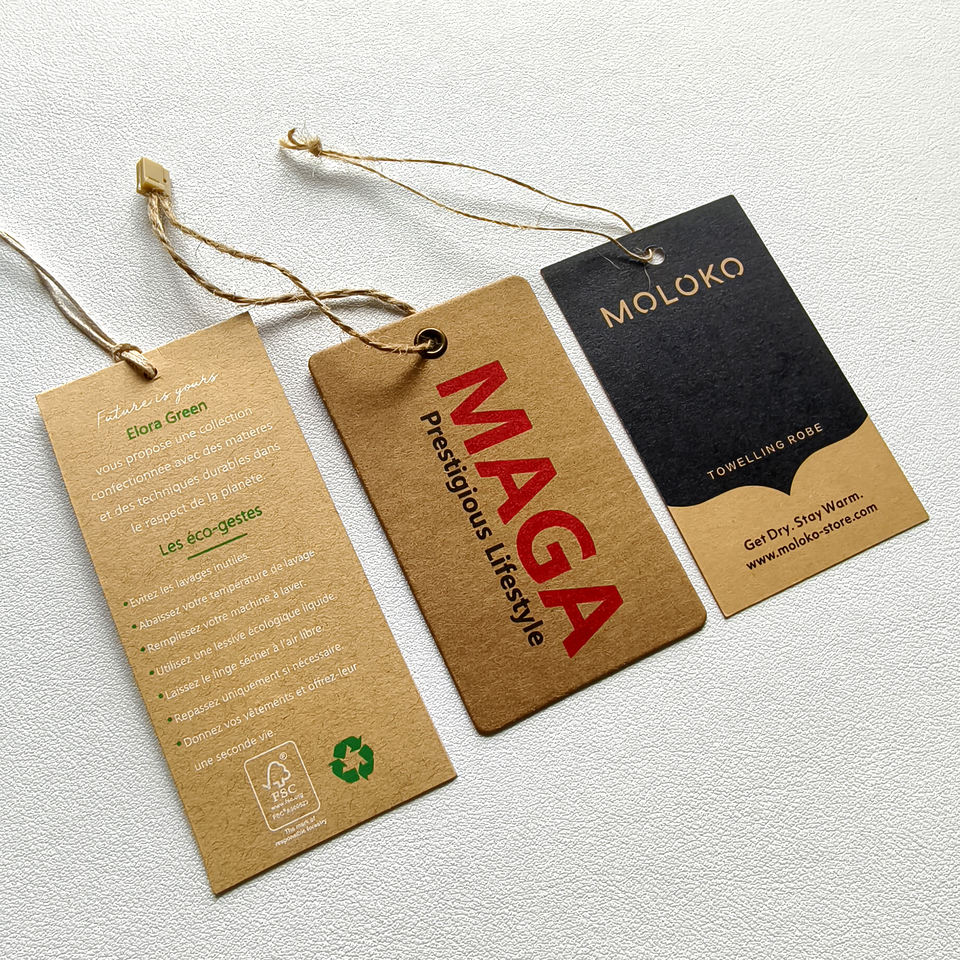 Future is yours
Elora Green
vous propose une collection
confectionnée avec des matières
et des techniques durables dans
le respect de la planète.
Les éco-gestes
• Evitez les lavages inutiles.
• Abaissez votre température de lavage
• Remplissez votre machine à laver.
• Utilisez une lessive écologique liquide.
• Laissez le linge sécher à l'air libre
• Repassez uniquement si nécessaire.
• Donnez vos vêtements et offrez-leur
une seconde vie.
®
FSC
www.fsc.org
The mark of
responsible forestry
MAGA
Prestigious Lifestyle
MOLOKO
TOWELLING ROBE
Get Dry. Stay Warm.
www.moloko-store.com